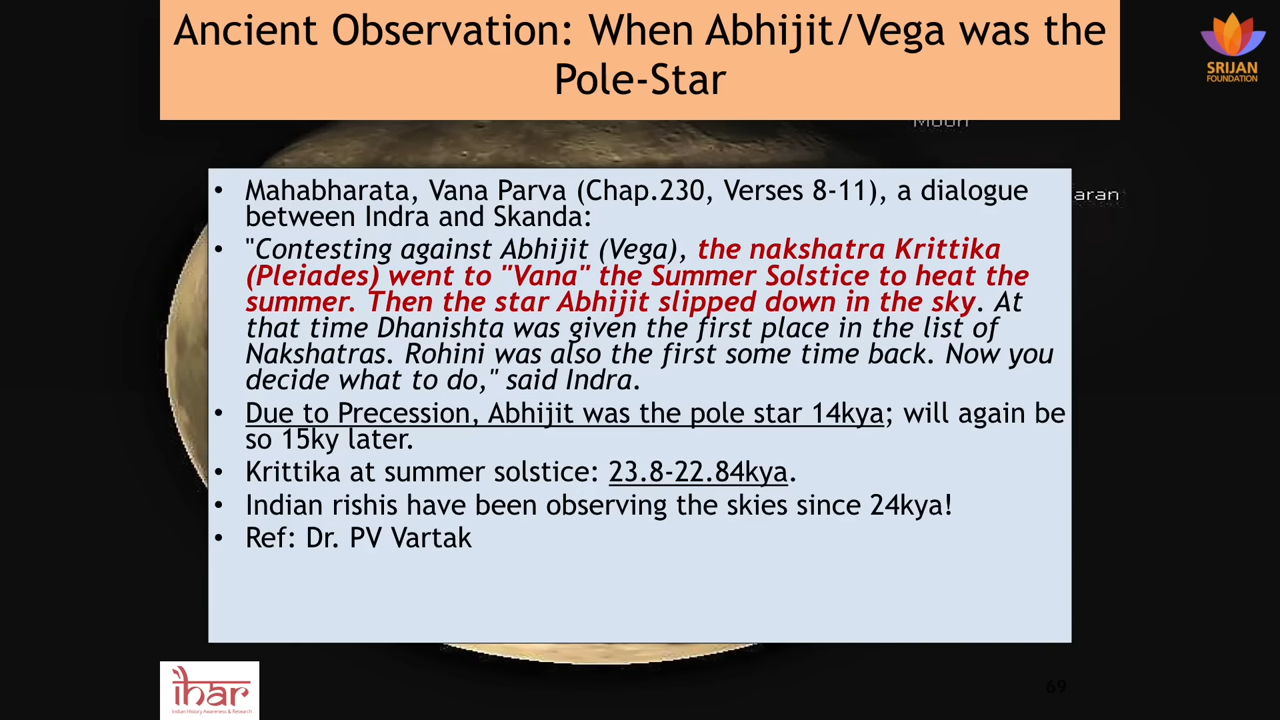 Ancient Observation: When Abhijit/Vega was the
Pole-Star
SRIJAN
FOUNDATION
Moon
aran
• Mahabharata, Vana Parva (Chap.230, Verses 8-11), a dialogue
between Indra and Skanda:
• "Contesting against Abhijit (Vega), the nakshatra Krittika
(Pleiades) went to "Vana" the Summer Solstice to heat the
summer. Then the star Abhijit slipped down in the sky. At
that time Dhanishta was given the first place in the list of
Nakshatras. Rohini was also the first some time back. Now you
decide what to do," said Indra.
• Due to Precession, Abhijit was the pole star 14kya; will again be
so 15ky later.
• Krittika at summer solstice: 23.8-22.84kya.
• Indian rishis have been observing the skies since 24kya!
• Ref: Dr. PV Vartak
ihar
Indian History Awareness & Research
69